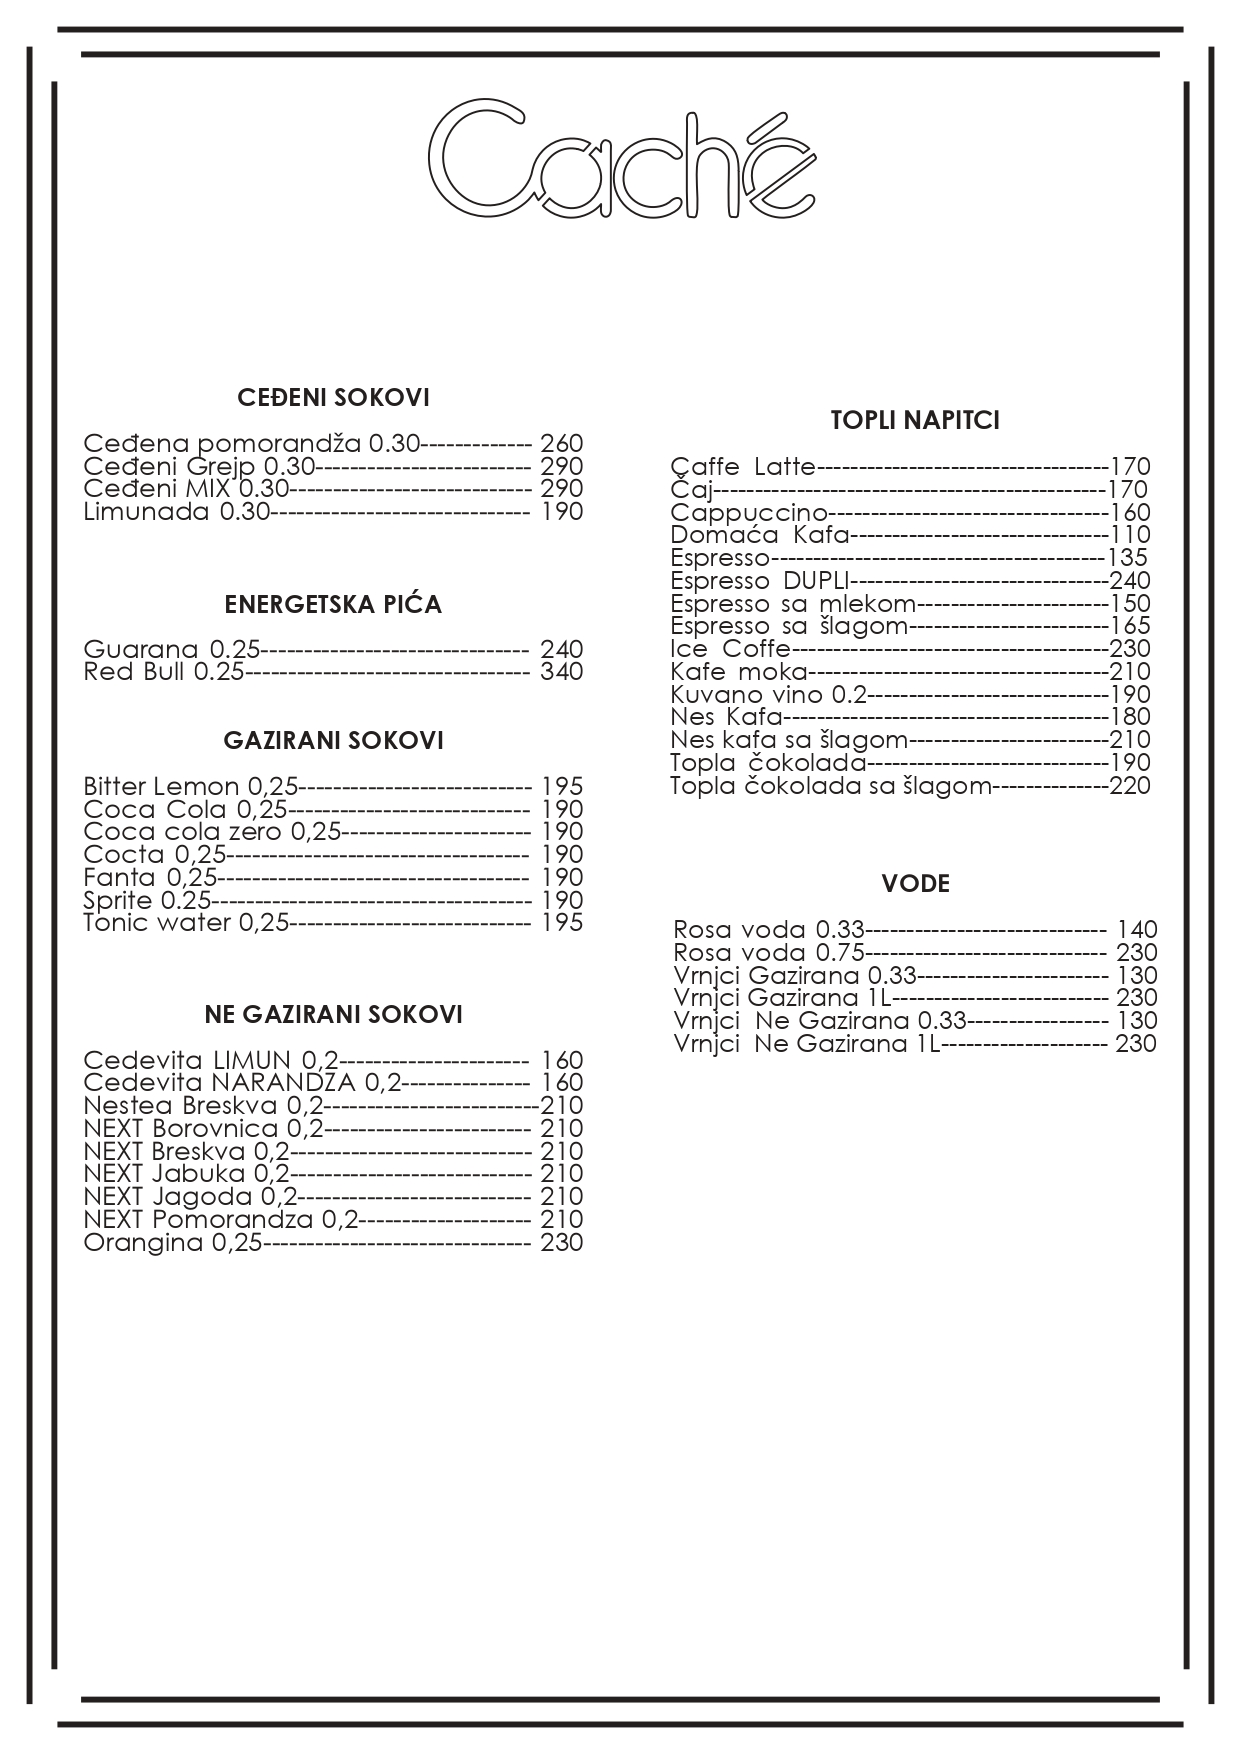 Caché
CEĐENI SOKOVI
Ceđena pomorandža 0.30------------- 260
Ceđeni Grejp 0.30-------------------------- 290
Ceđeni MIX 0.30----------------------------- 290
Limunada 0.30------------------------------- 190
ENERGETSKA PIĆA
Guarana 0.25-------------------------------- 240
Red Bull 0.25---------------------------------- 340
GAZIRANI SOKOVI
Bitter Lemon 0,25---------------------------- 195
Coca Cola 0,25----------------------------- 190
Coca cola zero 0,25----------------------- 190
Cocta 0,25------------------------------------ 190
Fanta 0,25------------------------------------- 190
Sprite 0.25-------------------------------------- 190
Tonic water 0,25----------------------------- 195
NE GAZIRANI SOKOVI
Cedevita LIMUN 0,2----------------------- 160
Cedevita NARANDZA 0,2--------------- 160
Nestea Breskva 0,2--------------------------210
NEXT Borovnica 0,2------------------------- 210
NEXT Breskva 0,2----------------------------- 210
NEXT Jabuka 0,2----------------------------- 210
NEXT Jagoda 0,2---------------------------- 210
NEXT Pomorandza 0,2--------------------- 210
Orangina 0,25-------------------------------- 230
TOPLI NAPITCI
Caffe Latte-----------------------------------170
Čaj-----------------------------------------------170
Cappuccino----------------------------------160
Domaća Kafa-------------------------------110
Espresso----------------------------------------135
Espresso DUPLI-------------------------------240
Espresso sa mlekom-----------------------150
Espresso sa šlagom------------------------165
Ice Coffe--------------------------------------230
Kafe moka------------------------------------210
Kuvano vino 0.2-----------------------------190
Nes Kafa---------------------------------------180
Nes kafa sa šlagom------------------------210
Topla čokolada-----------------------------190
Topla čokolada sa šlagom--------------220
VODE
Rosa voda 0.33----------------------------- 140
Rosa voda 0.75----------------------------- 230
Vrnjci Gazirana 0.33----------------------- 130
Vrnjci Gazirana 1L-------------------------- 230
Vrnjci Ne Gazirana 0.33----------------- 130
Vrnjci Ne Gazirana 1L-------------------- 230